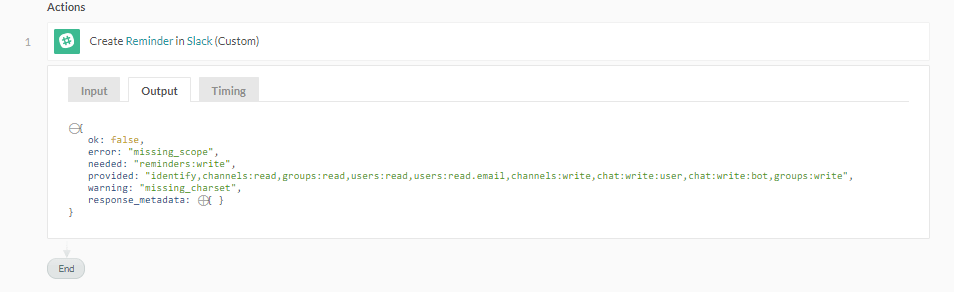 Actions
1
Create Reminder in Slack (Custom)
Input Output Timing
{
ok: false,
error: "missing_scope",
needed: "reminders:write",
provided: "identify,channels:read,groups:read,users:read,users:read.email,channels:write,chat:write:user,chat:write:bot,groups:write",
warning: "missing_charset",
response_metadata: { }
}
End